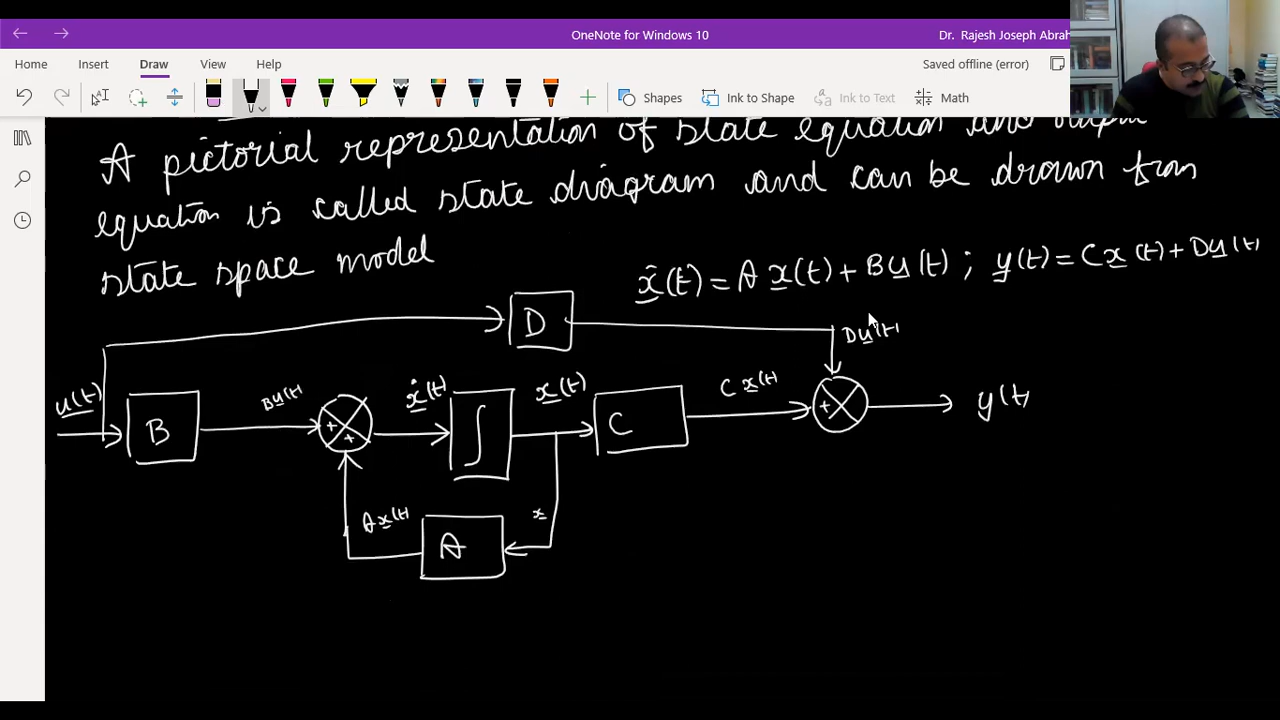 OneNote for Windows 10
Dr. Rajesh Joseph Abrah
Home Insert Draw View Help
Saved offline (error)
Shapes Ink to Shape Ink to Text Math
A pictorial representation of state equation and output
equation is called state diagram and can be drawn from
state space model
ẋ(t) = A x(t) + B u(t) ; y(t) = C x(t) + D u(t)
D
Du(t)
u(t) B Bu(t) + + ẋ(t) ∫ x(t) C C x(t) + y(t)
A x(t) A x